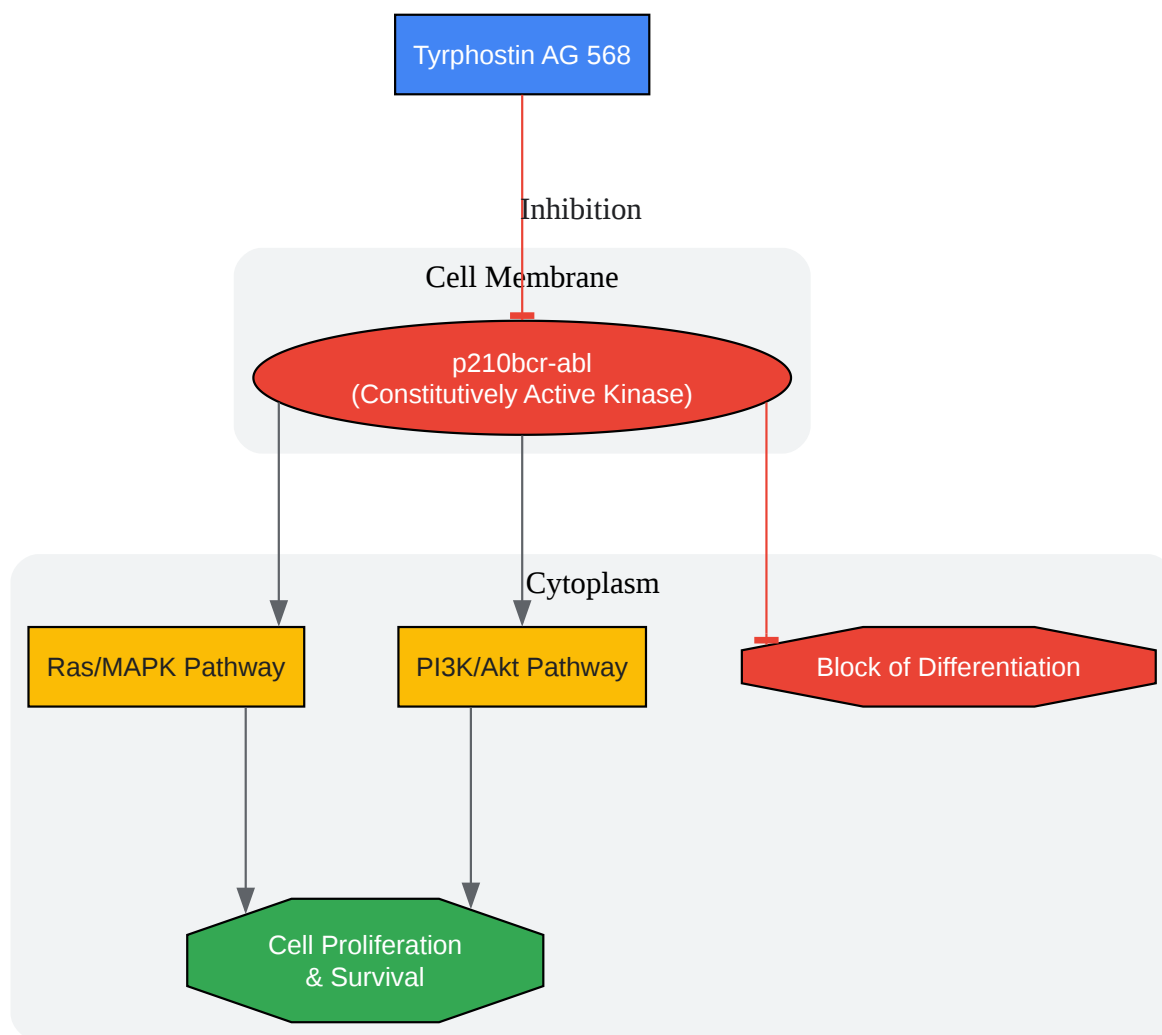 Tyrphostin AG 568
Inhibition
Cell Membrane
p210bcr-abl
(Constitutively Active Kinase)
Cytoplasm
Ras/MAPK Pathway
PI3K/Akt Pathway
Block of Differentiation
Cell Proliferation
& Survival